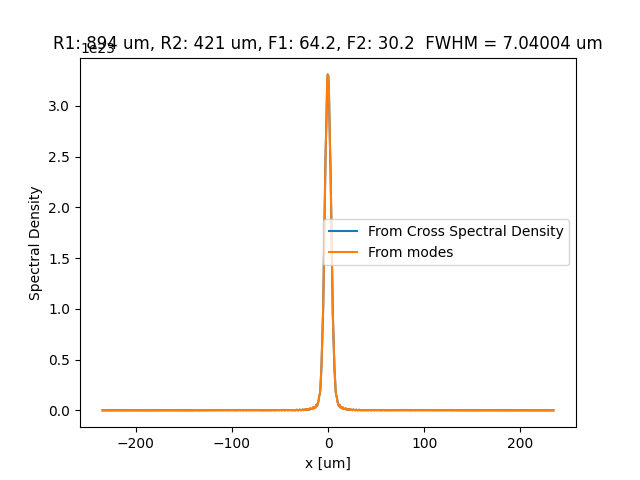 R1: 894 um, R2: 421 um, F1: 64.2, F2: 30.2  FWHM = 7.04004 um
1e23
3.0
2.5
2.0
1.5
1.0
0.5
0.0
Spectral Density
From Cross Spectral Density
From modes
−200
−100
0
100
200
x [um]